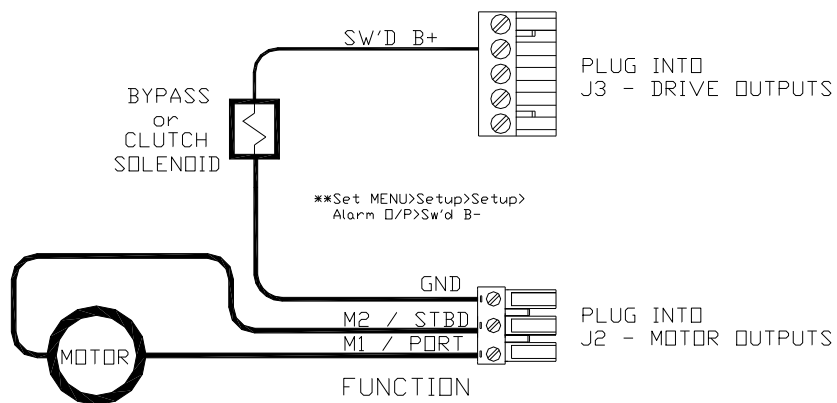 SW'D B+
PLUG INTO
J3 - DRIVE OUTPUTS
BYPASS
or
CLUTCH
SOLENOID
**Set MENU>Setup>Setup>
Alarm O/P>Sw'd B-
GND
M2 / STBD
M1 / PORT
PLUG INTO
J2 - MOTOR OUTPUTS
MOTOR
FUNCTION